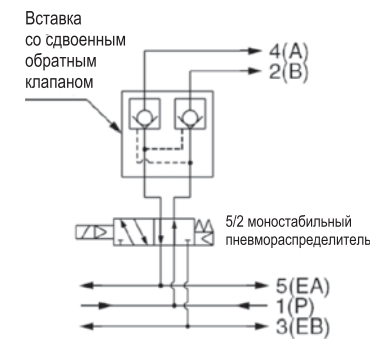 Вставка
со сдвоенным
обратным
клапаном
4(A)
2(B)
5/2 моностабильный
пневмораспределитель
5(EA)
1(P)
3(EB)